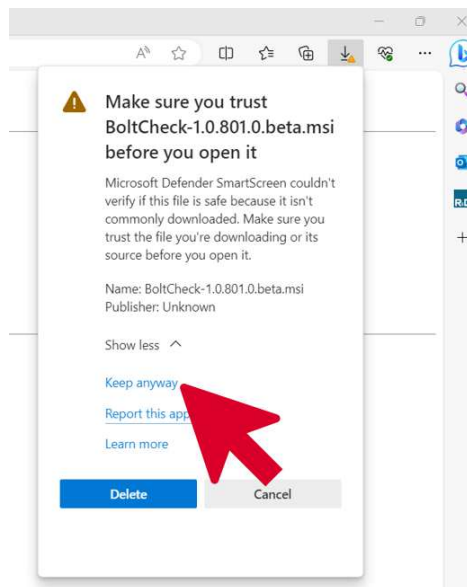 Make sure you trust
BoltCheck-1.0.801.0.beta.msi
before you open it
Microsoft Defender SmartScreen couldn't
verify if this file is safe because it isn't
commonly downloaded. Make sure you
trust the file you're downloading or its
source before you open it.
Name: BoltCheck-1.0.801.0.beta.msi
Publisher: Unknown
Show less
Keep anyway
Report this app
Learn more
Delete
Cancel